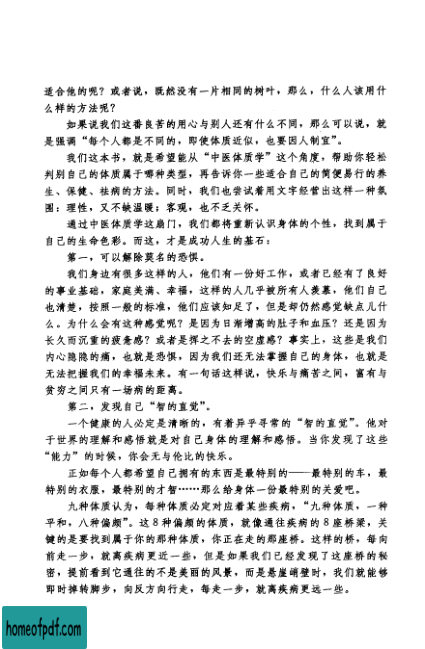 适合他的呢？或者说，既然没有一片相同的树叶，那么，什么人该用什
么样的方法呢？
如果说我们这番良苦的用心与别人还有什么不同，那么可以说，就
是强调“每个人都是不同的，即使体质近似，也要因人制宜”。
我们这本书，就是希望能从“中医体质学”这个角度，帮助你轻松
判别自己的体质属于哪种类型，再告诉你一些适合自己的简便易行的养
生、保健、祛病的方法。同时，我们也尝试着用文字经营出这样一种氛
围：理性，又不缺温暖；客观，也不乏关怀。
通过中医体质学这扇门，我们都将重新认识身体的个性，找到属于
自己的生命色彩。而这，才是成功人生的基石：
第一，可以解除莫名的恐惧。
我们身边有很多这样的人，他们有一份好工作，或者已经有了良好
的事业基础，家庭美满、幸福，这样的人几乎被所有人羡慕，他们自己
也清楚，按照一般的标准，他们应该知足了，但是却仍然感觉缺点儿什
么。为什么会有这种感觉呢？是因为日渐增高的肚子和血压？还是因为
长久而沉重的疲惫感？或者是挥之不去的空虚感？事实上，这些是我们
内心隐隐的痛，也就是恐惧，因为我们还无法掌握自己的身体，也就是
无法把握我们的幸福未来。有一句话这样说，快乐与痛苦之间，富有与
贫穷之间只有一场病的距离。
第二，发现自己“智的直觉”。
一个健康的人必定是清晰的，有着异乎寻常的“智的直觉”。他对
于世界的理解和感悟就是对自己身体的理解和感悟。当你发现了这些
“能力”的时候，你会无与伦比的快乐。
正如每个人都希望自己拥有的东西是最特别的——最特别的车，最
特别的衣服，最特别的才智……那么给身体一份最特别的关爱吧。
九种体质认为，每种体质必定对应着某些疾病，“九种体质，一种
平和，八种偏颇”。这8种偏颇的体质，就像通往疾病的8座桥梁，关
键的是要找到属于你的那种体质，你正在走的那座桥。这样的桥，每向
前走一步，就离疾病更近一些，但是如果我们已经发现了这座桥的秘
密，提前看到它通往的不是美丽的风景，而是悬崖峭壁时，我们就能够
即时掉转脚步，向反方向行走，每走一步，就离疾病更远一些。
homeofpdf.com